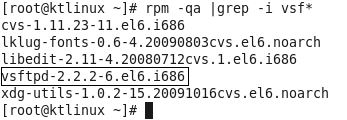 [root@ktlinux ~]# rpm -qa |grep -i vsf*
cvs-1.11.23-11.el6.i686
lklug-fonts-0.6-4.20090803cvs.el6.noarch
libedit-2.11-4.20080712cvs.1.el6.i686
vsftpd-2.2.2-6.el6.i686
xdg-utils-1.0.2-15.20091016cvs.el6.noarch
[root@ktlinux ~]#